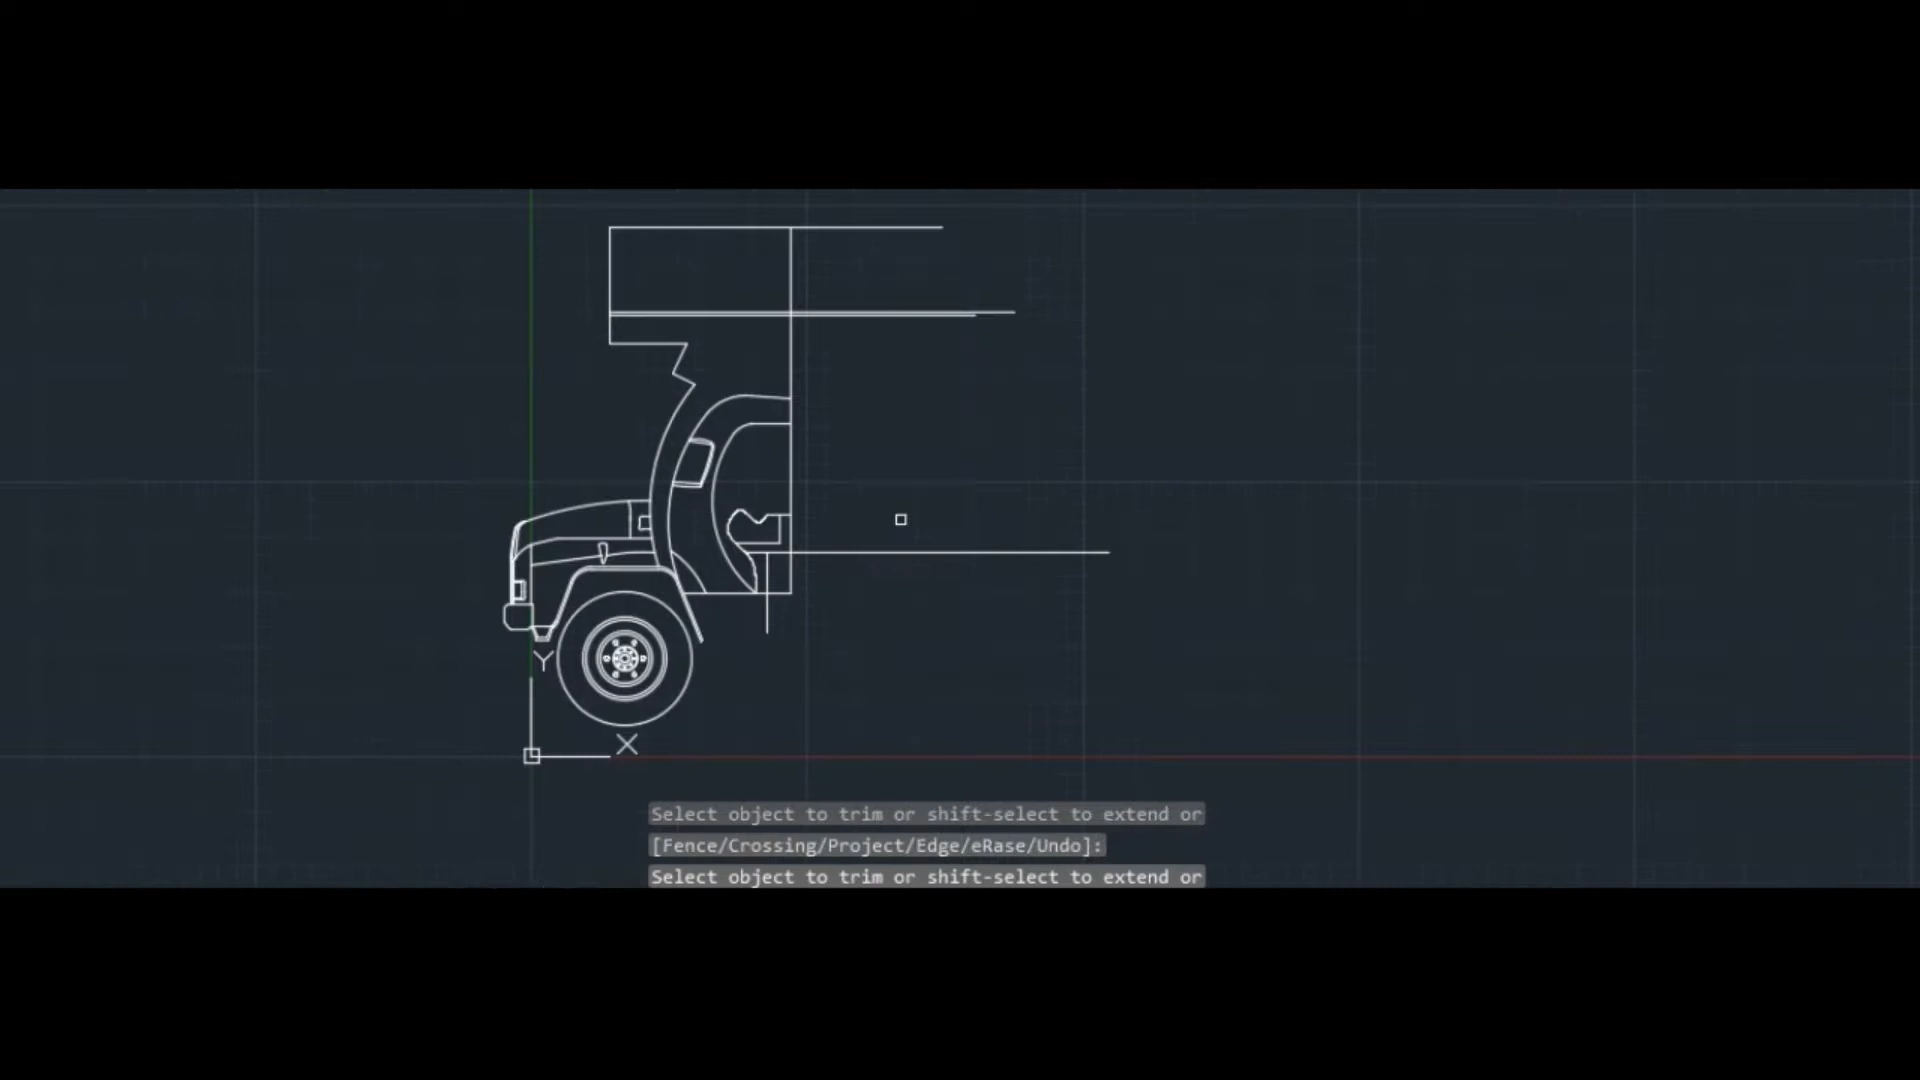 Y
X
Select object to trim or shift-select to extend or
[Fence/Crossing/Project/Edge/eRase/Undo]:
Select object to trim or shift-select to extend or